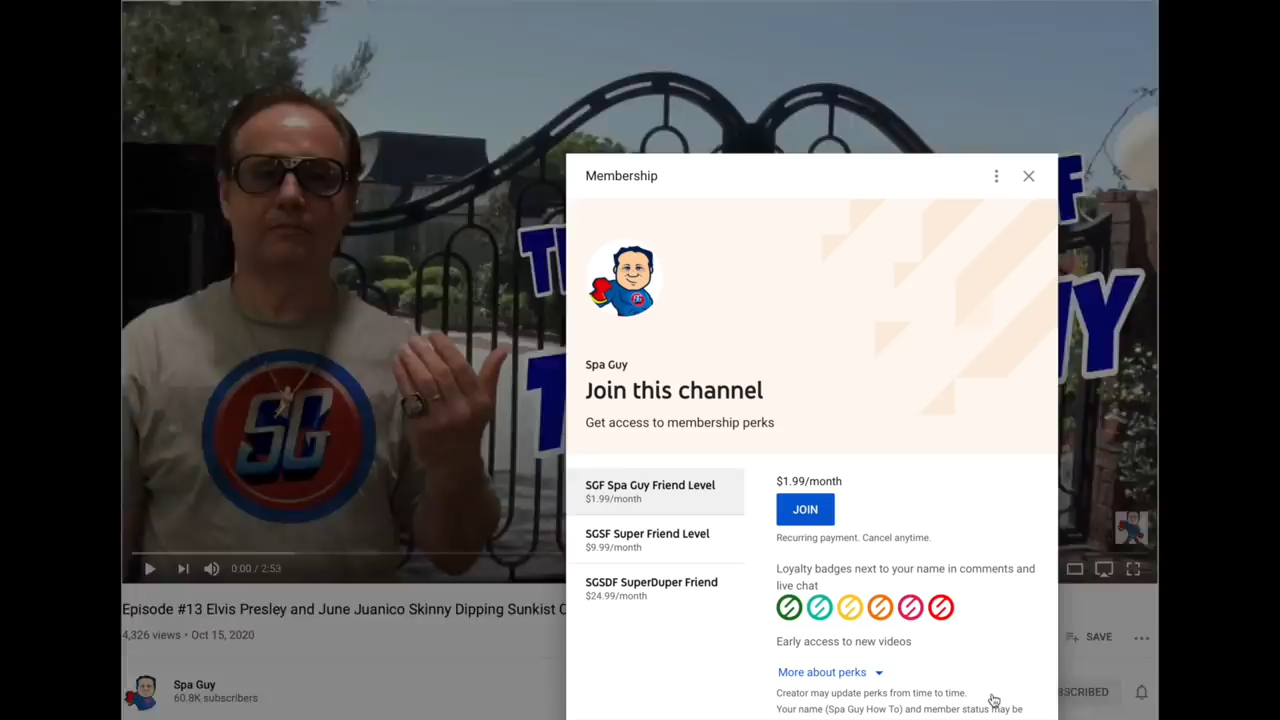 Membership
SG
Spa Guy
Join this channel
Get access to membership perks
SGF Spa Guy Friend Level
$1.99/month
SGSF Super Friend Level
$9.99/month
SGSDF SuperDuper Friend
$24.99/month
$1.99/month
JOIN
Recurring payment. Cancel anytime.
Loyalty badges next to your name in comments and
live chat
Early access to new videos
More about perks
Creator may update perks from time to time.
Your name (Spa Guy How To) and member status may be
0:00 / 2:53
Episode #13 Elvis Presley and June Juanico Skinny Dipping Sunkist
4,326 views • Oct 15, 2020
SAVE
Spa Guy
60.8K subscribers